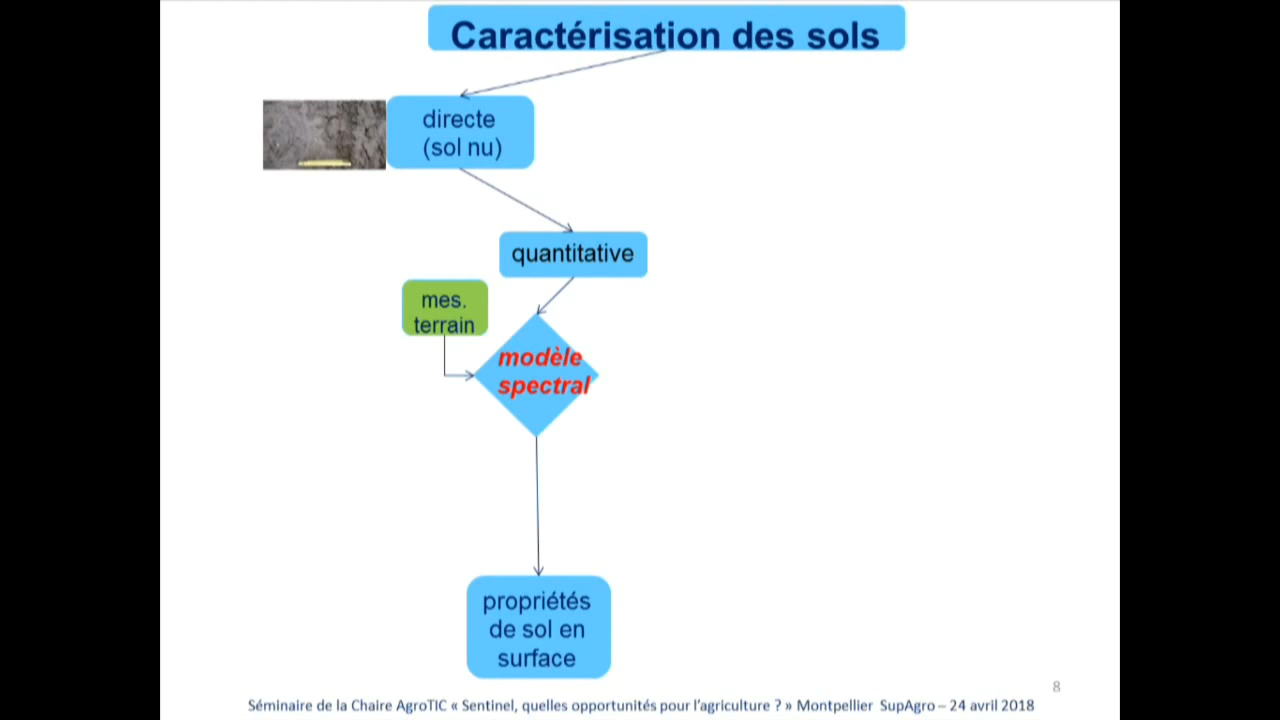 Caractérisation des sols
directe
(sol nu)
quantitative
mes.
terrain
modèle
spectral
propriétés
de sol en
surface
8
Séminaire de la Chaire AgroTIC « Sentinel, quelles opportunités pour l'agriculture ? » Montpellier SupAgro – 24 avril 2018